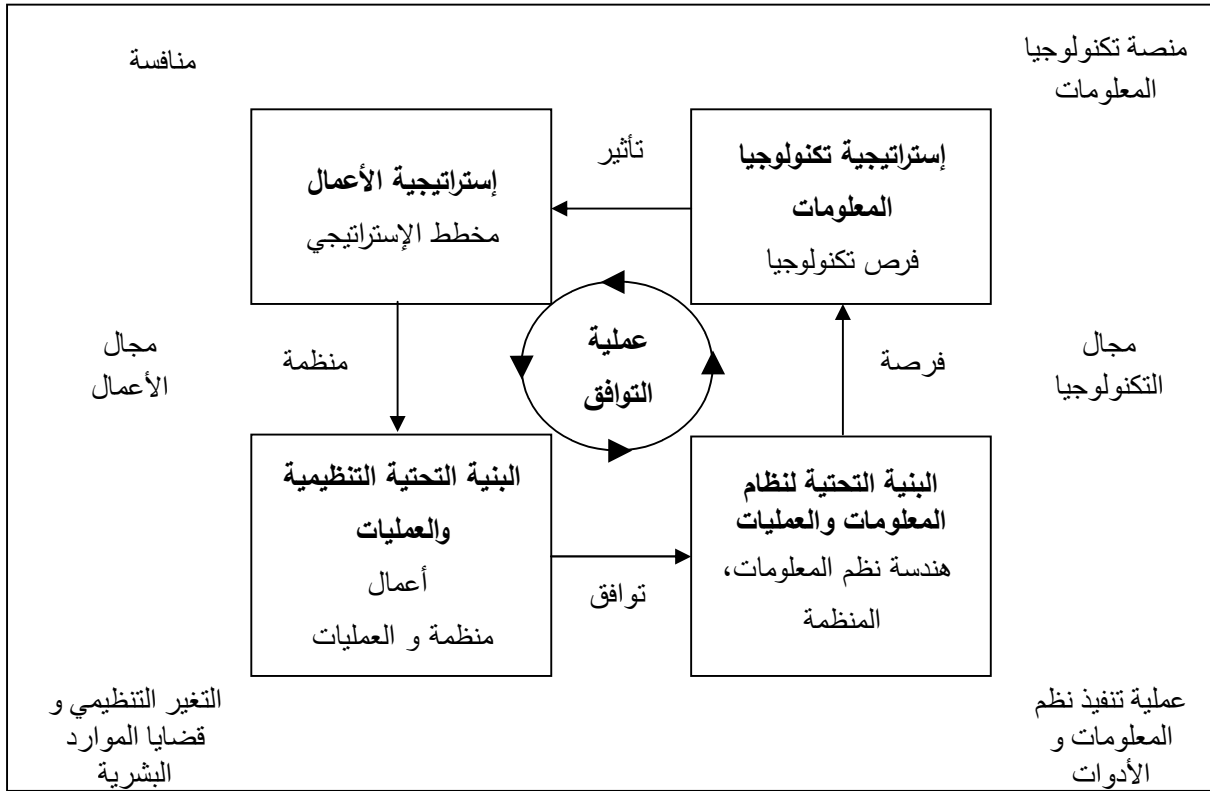 منصة تكنولوجيا
المعلومات
منافسة
إستراتيجية تكنولوجيا
المعلومات
فرص تكنولوجيا
تأثير
إستراتيجية الأعمال
مخطط الإستراتيجي
مجال
التكنولوجيا
فرصة
عملية
التوافق
منظمة
مجال
الأعمال
البنية التحتية لنظام
المعلومات والعمليات
هندسة نظم المعلومات،
المنظمة
توافق
البنية التحتية التنظيمية
والعمليات
أعمال
منظمة و العمليات
عملية تنفيذ نظم
المعلومات و
الأدوات
التغير التنظيمي و
قضايا الموارد
البشرية